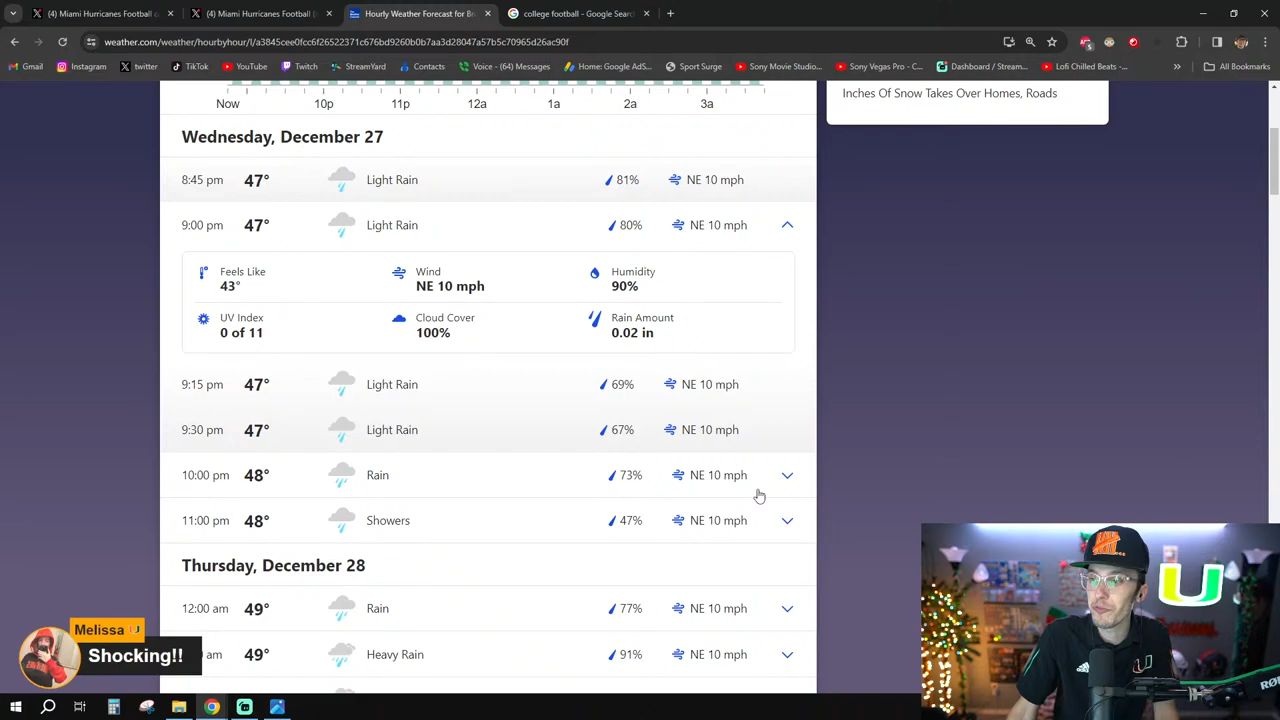 (4) Miami Hurricanes Football o
(4) Miami Hurricanes Football (
Hourly Weather Forecast for Be
college football - Google Searc
weather.com/weather/hourbyhour/l/a3845cee0fcc6f26522371c676bd9260b0b7aa3d28047a57b5c70965d26ac90f
Gmail
Instagram
twitter
TikTok
YouTube
Twitch
StreamYard
Contacts
Voice - (64) Messages
Home: Google AdS...
Sport Surge
Sony Movie Studio...
Sony Vegas Pro - C...
Dashboard / Stream...
Lofi Chilled Beats -...
All Bookmarks
Now 10p 11p 12a 1a 2a 3a
Inches Of Snow Takes Over Homes, Roads
Wednesday, December 27
8:45 pm 47° Light Rain 81% NE 10 mph
9:00 pm 47° Light Rain 80% NE 10 mph
Feels Like Wind Humidity
43° NE 10 mph 90%
UV Index Cloud Cover Rain Amount
0 of 11 100% 0.02 in
9:15 pm 47° Light Rain 69% NE 10 mph
9:30 pm 47° Light Rain 67% NE 10 mph
10:00 pm 48° Rain 73% NE 10 mph
11:00 pm 48° Showers 47% NE 10 mph
Thursday, December 28
12:00 am 49° Rain 77% NE 10 mph
am 49° Heavy Rain 91% NE 10 mph
Melissa
Shocking!!
U